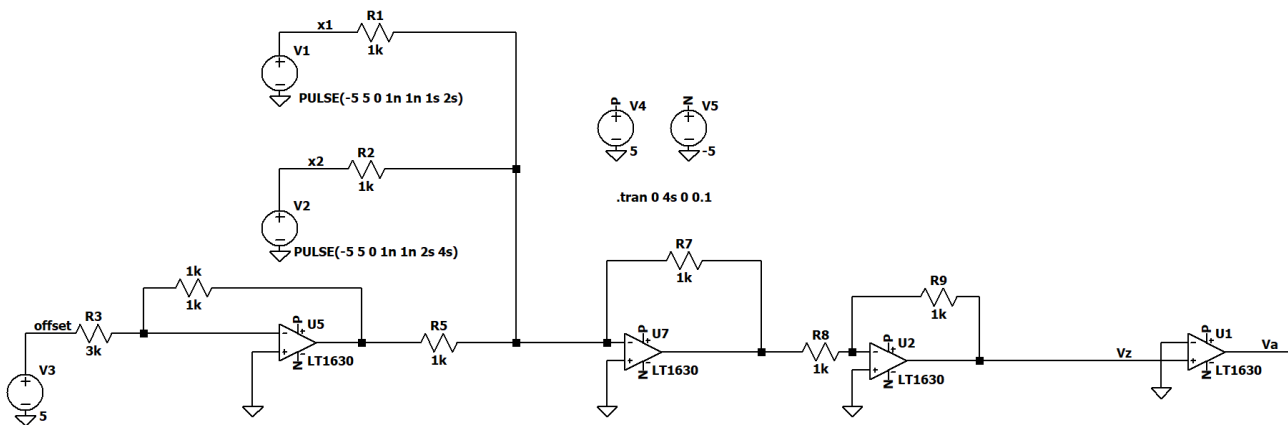 x1
R1
1k
V1
PULSE(-5 5 0 1n 1n 1s 2s)
x2
R2
1k
V2
PULSE(-5 5 0 1n 1n 2s 4s)
P
V4
5
N
V5
-5
.tran 0 4s 0 0.1
1k
1k
offset
R3
3k
V3
5
P
U5
N
LT1630
R5
1k
R7
1k
P
U7
N
LT1630
R8
1k
R9
1k
P
U2
N
LT1630
Vz
P
U1
N
LT1630
Va